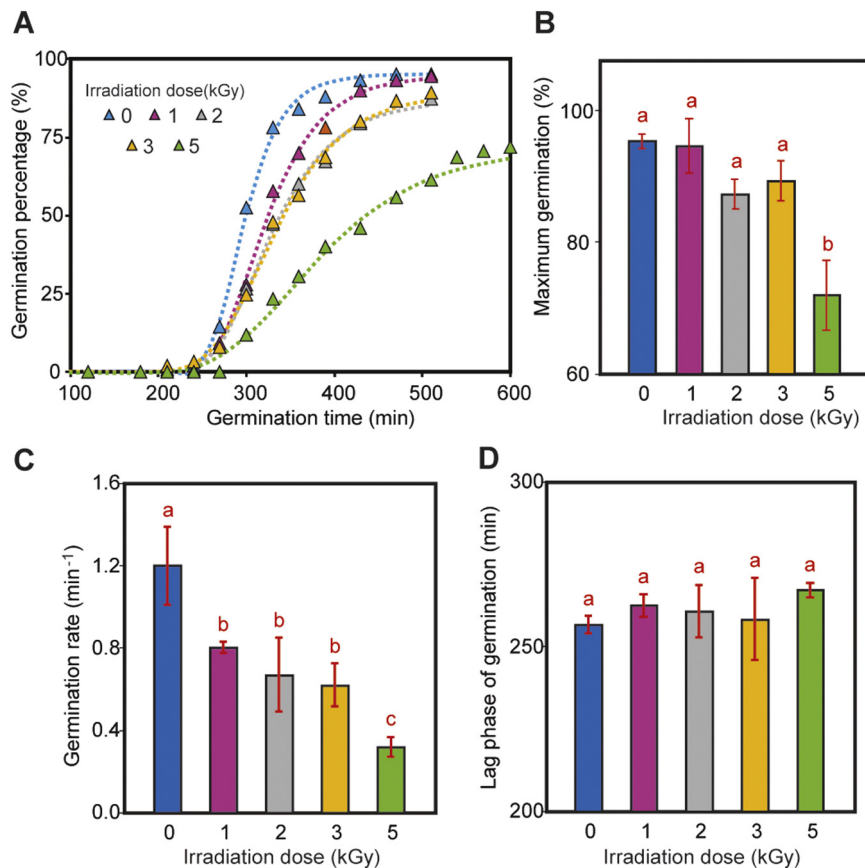 A
Germination percentage (%)
100
75
50
25
0
Irradiation dose(kGy)
0 1 2
3 5
100 200 300 400 500 600
Germination time (min)
B
Maximum germination (%)
100
80
60
a a a a b
0 1 2 3 5
Irradiation dose (kGy)
C
Germination rate (min⁻¹)
1.6
1.2
0.8
0.4
0.0
a b b b c
0 1 2 3 5
Irradiation dose (kGy)
D
Lag phase of germination (min)
300
250
200
a a a a a
0 1 2 3 5
Irradiation dose (kGy)